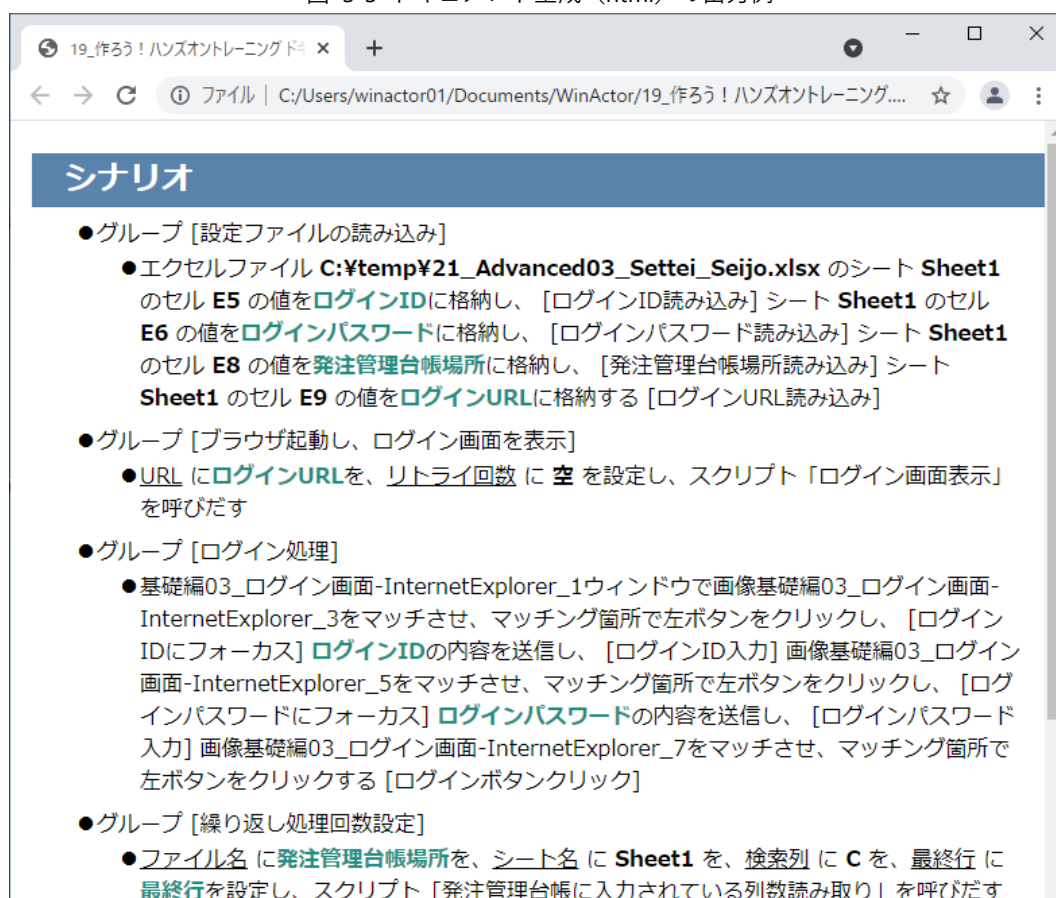 19_作ろう！ハンズオントレーニング ドキ
ファイル | C:/Users/winactor01/Documents/WinActor/19_作ろう！ハンズオントレーニング....
シナリオ
●グループ [設定ファイルの読み込み]
●エクセルファイル C:¥temp¥21_Advanced03_Settei_Seijo.xlsx のシート Sheet1
のセル E5 の値をログインIDに格納し、 [ログインID読み込み] シート Sheet1 のセル
E6 の値をログインパスワードに格納し、 [ログインパスワード読み込み] シート Sheet1
のセル E8 の値を発注管理台帳場所に格納し、 [発注管理台帳場所読み込み] シート
Sheet1 のセル E9 の値をログインURLに格納する [ログインURL読み込み]
●グループ [ブラウザ起動し、ログイン画面を表示]
●URL にログインURLを、リトライ回数 に 空 を設定し、スクリプト「ログイン画面表示」
を呼びだす
●グループ [ログイン処理]
●基礎編03_ログイン画面-InternetExplorer_1ウィンドウで画像基礎編03_ログイン画面-
InternetExplorer_3をマッチさせ、マッチング箇所で左ボタンをクリックし、 [ログイン
IDにフォーカス] ログインIDの内容を送信し、 [ログインID入力] 画像基礎編03_ログイン
画面-InternetExplorer_5をマッチさせ、マッチング箇所で左ボタンをクリックし、 [ログ
インパスワードにフォーカス] ログインパスワードの内容を送信し、 [ログインパスワード
入力] 画像基礎編03_ログイン画面-InternetExplorer_7をマッチさせ、マッチング箇所で
左ボタンをクリックする [ログインボタンクリック]
●グループ [繰り返し処理回数設定]
●ファイル名 に発注管理台帳場所を、シート名 に Sheet1 を、検索列 に C を、最終行 に
最終行を設定し、スクリプト「発注管理台帳に入力されている列数読み取り」を呼びだす